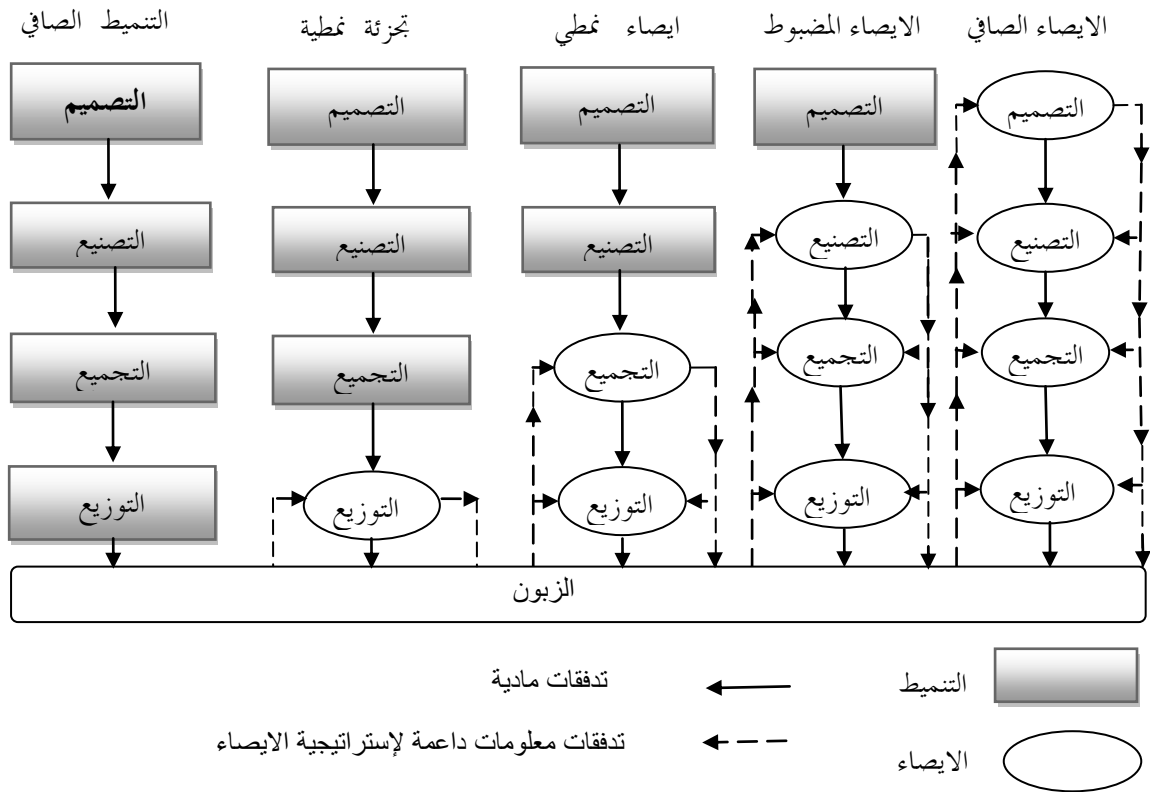 الايصاء الصافي
الايصاء المضبوط
ايصاء نمطي
تجزئة نمطية
التنميط الصافي
التصميم
التصميم
التصميم
التصميم
التصميم
التصنيع
التصنيع
التصنيع
التصنيع
التصنيع
التجميع
التجميع
التجميع
التجميع
التجميع
التوزيع
التوزيع
التوزيع
التوزيع
التوزيع
الزبون
التنميط
تدفقات مادية
الايصاء
تدفقات معلومات داعمة لإستراتيجية الايصاء